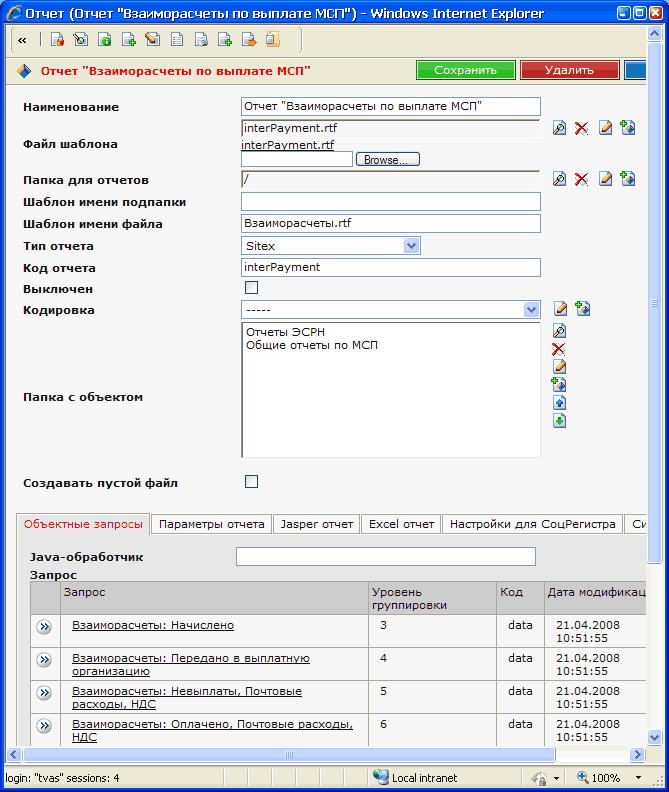 Отчет (Отчет "Взаиморасчеты по выплате МСП") - Windows Internet Explorer
«
Отчет "Взаиморасчеты по выплате МСП"
Сохранить
Удалить
Наименование
Отчет "Взаиморасчеты по выплате МСП"
interPayment.rtf
Файл шаблона
interPayment.rtf
Browse...
Папка для отчетов
/
Шаблон имени подпапки
Шаблон имени файла
Взаиморасчеты.rtf
Тип отчета
Sitex
Код отчета
interPayment
Выключен
Кодировка
-----
Отчеты ЭСРН
Общие отчеты по МСП
Папка с объектом
Создавать пустой файл
Объектные запросы
Параметры отчета
Jasper отчет
Excel отчет
Настройки для СоцРегистра
Си
Java-обработчик
Запрос
Запрос
Уровень
группировки
Код
Дата модификац
Взаиморасчеты: Начислено
3
data
21.04.2008
10:51:55
Взаиморасчеты: Передано в выплатную
организацию
4
data
21.04.2008
10:51:55
Взаиморасчеты: Невыплаты, Почтовые
расходы, НДС
5
data
21.04.2008
10:51:55
Взаиморасчеты: Оплачено, Почтовые расходы,
НДС
6
data
21.04.2008
10:51:55
login: "tvas" sessions: 4
Local intranet
100%